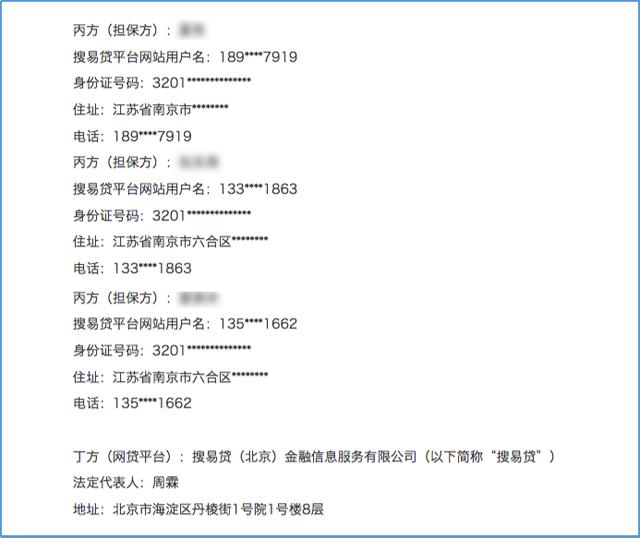 丙方（担保方）：
搜易贷平台网站用户名：189****7919
身份证号码：3201**************
住址：江苏省南京市********
电话：189****7919
丙方（担保方）：
搜易贷平台网站用户名：133****1863
身份证号码：3201**************
住址：江苏省南京市六合区********
电话：133****1863
丙方（担保方）：
搜易贷平台网站用户名：135****1662
身份证号码：3201**************
住址：江苏省南京市六合区********
电话：135****1662
丁方（网贷平台）：搜易贷（北京）金融信息服务有限公司（以下简称“搜易贷”）
法定代表人：周霖
地址：北京市海淀区丹棱街1号院1号楼8层